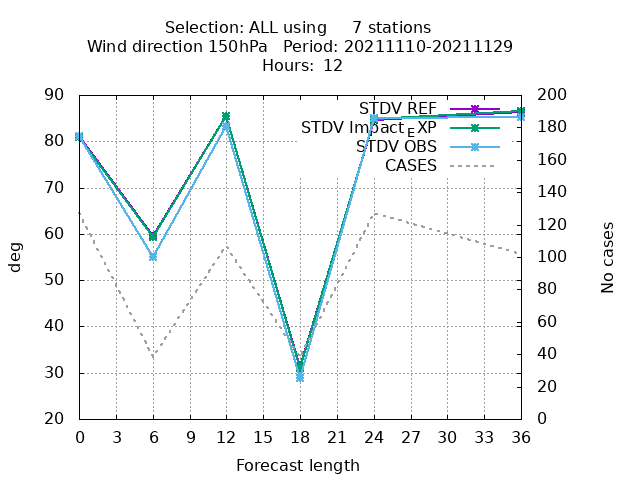 Selection: ALL using 7 stations
Wind direction 150hPa Period: 20211110-20211129
Hours: 12
90 200
STDV REF
80 180
STDV Impact_EXP
STDV OBS
160
CASES
70 140
60 120
50 100
80
40 60
30 40
20
20 0
deg
No cases
0 3 6 9 12 15 18 21 24 27 30 33 36
Forecast length